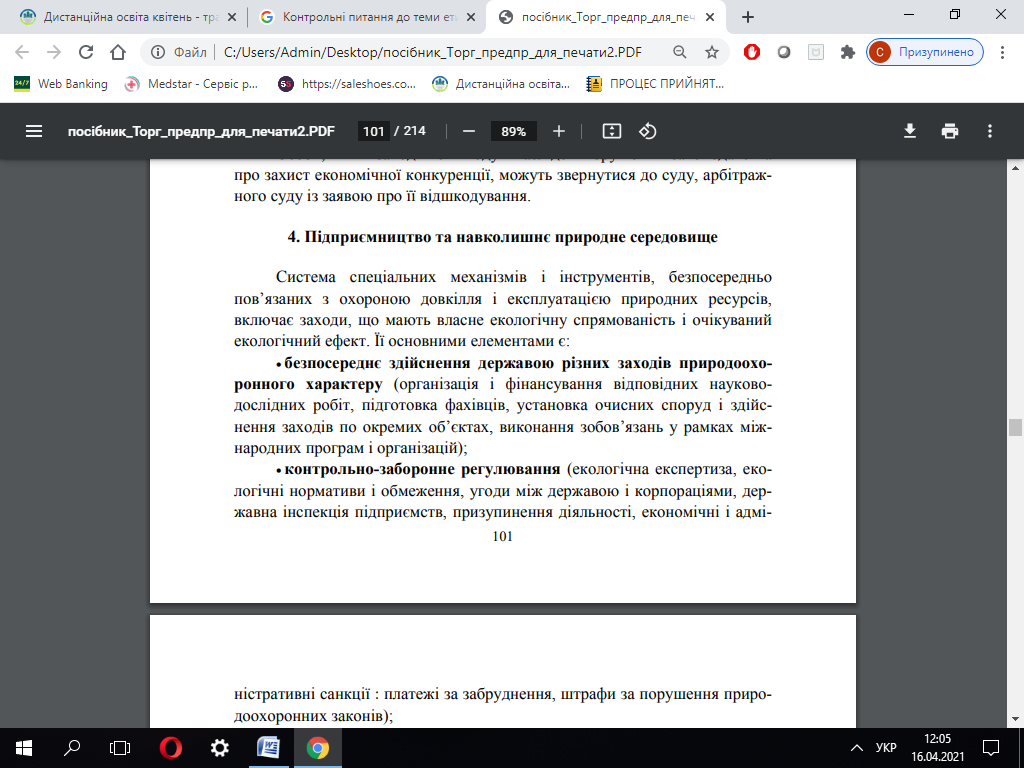 Дистанційна освіта квітень - тра
Контрольні питання до теми ети
посібник_Торг_предпр_для_печ
Файл
C:/Users/Admin/Desktop/посібник_Торг_предпр_для_печати2.PDF
С
Призупинено
24/7 Web Banking
Medstar - Сервіс р...
SS https://saleshoes.co...
Дистанційна освіта...
ПРОЦЕС ПРИЙНЯТ...
посібник_Торг_предпр_для_печати2.PDF
101 / 214
89%
про захист економічної конкуренції, можуть звернутися до суду, арбітраж-
ного суду із заявою про її відшкодування.
4. Підприємництво та навколишнє природне середовище
Система спеціальних механізмів і інструментів, безпосередньо
пов’язаних з охороною довкілля і експлуатацією природних ресурсів,
включає заходи, що мають власне екологічну спрямованість і очікуваний
екологічний ефект. Її основними елементами є:
• безпосереднє здійснення державою різних заходів природоохо-
ронного характеру (організація і фінансування відповідних науково-
дослідних робіт, підготовка фахівців, установка очисних споруд і здійс-
нення заходів по окремих об’єктах, виконання зобов’язань у рамках між-
народних програм і організацій);
• контрольно-заборонне регулювання (екологічна експертиза, еко-
логічні нормативи і обмеження, угоди між державою і корпораціями, дер-
жавна інспекція підприємств, призупинення діяльності, економічні і адмі-
101
ністративні санкції : платежі за забруднення, штрафи за порушення приро-
доохоронних законів);
УКР
12:05
16.04.2021